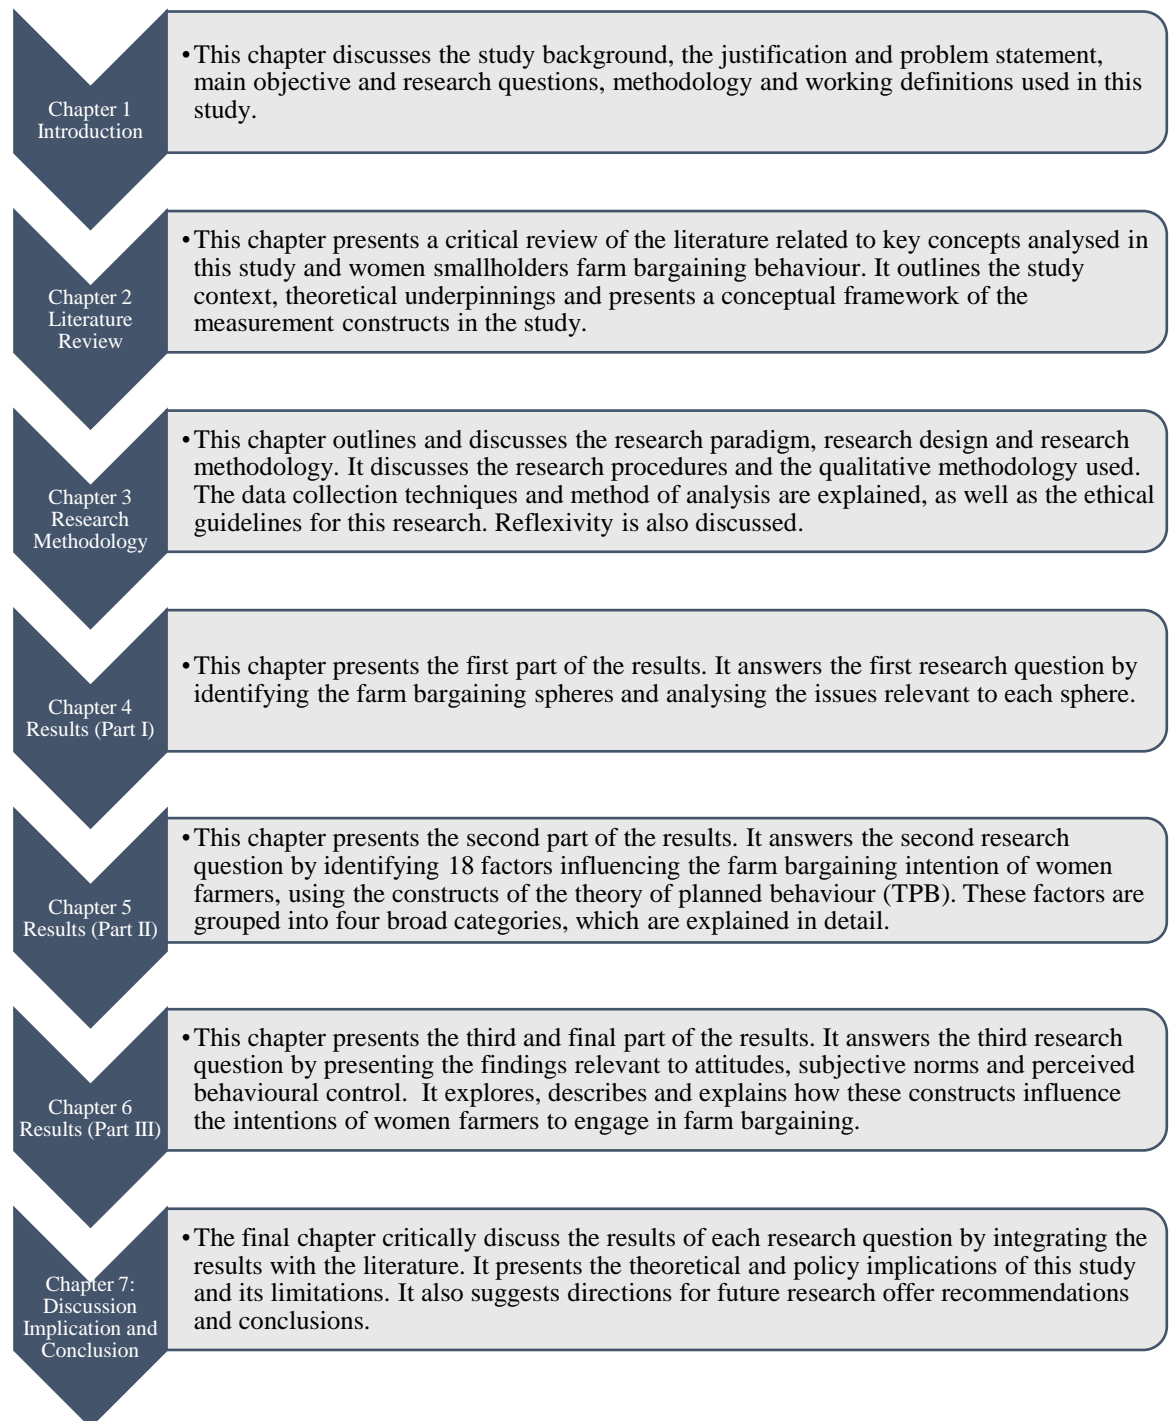 Chapter 1
Introduction
•This chapter discusses the study background, the justification and problem statement,
main objective and research questions, methodology and working definitions used in this
study.
Chapter 2
Literature
Review
•This chapter presents a critical review of the literature related to key concepts analysed in
this study and women smallholders farm bargaining behaviour. It outlines the study
context, theoretical underpinnings and presents a conceptual framework of the
measurement constructs in the study.
Chapter 3
Research
Methodology
•This chapter outlines and discusses the research paradigm, research design and research
methodology. It discusses the research procedures and the qualitative methodology used.
The data collection techniques and method of analysis are explained, as well as the ethical
guidelines for this research. Reflexivity is also discussed.
Chapter 4
Results (Part I)
•This chapter presents the first part of the results. It answers the first research question by
identifying the farm bargaining spheres and analysing the issues relevant to each sphere.
Chapter 5
Results (Part II)
•This chapter presents the second part of the results. It answers the second research
question by identifying 18 factors influencing the farm bargaining intention of women
farmers, using the constructs of the theory of planned behaviour (TPB). These factors are
grouped into four broad categories, which are explained in detail.
Chapter 6
Results (Part III)
•This chapter presents the third and final part of the results. It answers the third research
question by presenting the findings relevant to attitudes, subjective norms and perceived
behavioural control.  It explores, describes and explains how these constructs influence
the intentions of women farmers to engage in farm bargaining.
Chapter 7:
Discussion
Implication and
Conclusion
•The final chapter critically discuss the results of each research question by integrating the
results with the literature. It presents the theoretical and policy implications of this study
and its limitations. It also suggests directions for future research offer recommendations
and conclusions.